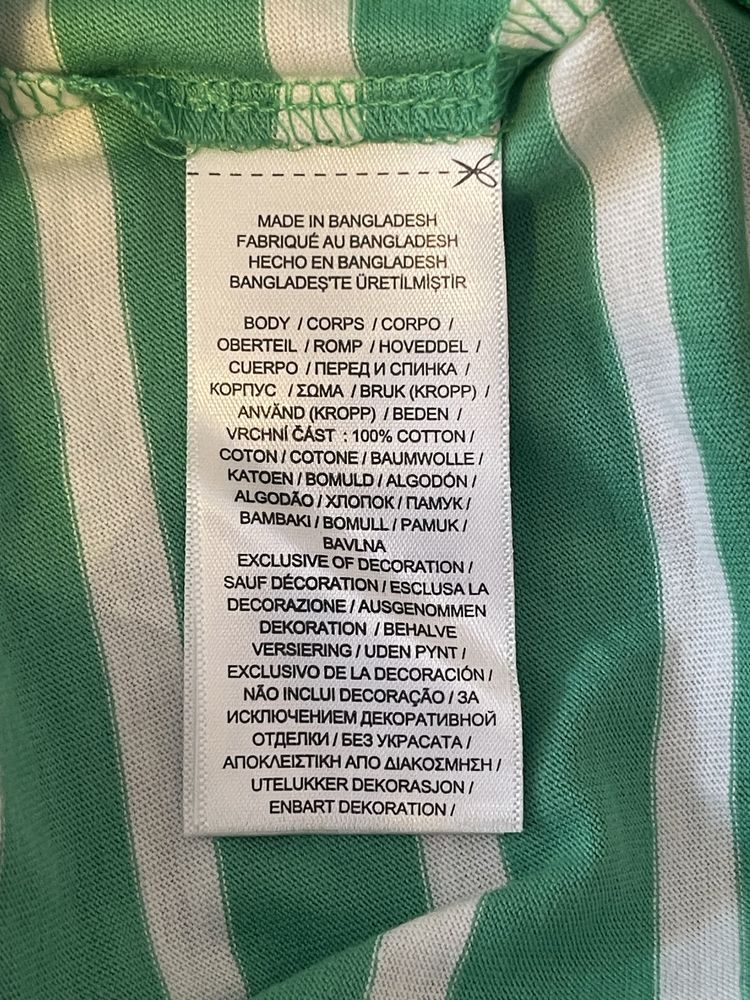 MADE IN BANGLADESH
FABRIQUÉ AU BANGLADESH
HECHO EN BANGLADESH
BANGLADEŞ'TE ÜRETİLMİŞTİR
BODY / CORPS / CORPO /
OBERTEIL / ROMP / HOVEDDEL /
CUERPO / ПЕРЕД И СПИНКА /
КОРПУС / ΣΩΜΑ / BRUK (KROPP) /
ANVÄND (KROPP) / BEDEN /
VRCHNÍ ČÁST : 100% COTTON /
COTON / COTONE / BAUMWOLLE /
KATOEN / BOMULD / ALGODÓN /
ALGODÃO / ХЛОПОК / ПАМУК /
BAMBAKI / BOMULL / PAMUK /
BAVLNA
EXCLUSIVE OF DECORATION /
SAUF DÉCORATION / ESCLUSA LA
DECORAZIONE / AUSGENOMMEN
DEKORATION / BEHALVE
VERSIERING / UDEN PYNT /
EXCLUSIVO DE LA DECORACIÓN /
NÃO INCLUI DECORAÇÃO / ЗА
ИСКЛЮЧЕНИЕМ ДЕКОРАТИВНОЙ
ОТДЕЛКИ / БЕЗ УКРАСАТА /
ΑΠΟΚΛΕΙΣΤΙΚΗ ΑΠΟ ΔΙΑΚΟΣΜΗΣΗ /
UTELUKKER DEKORASJON /
ENBART DEKORATION /